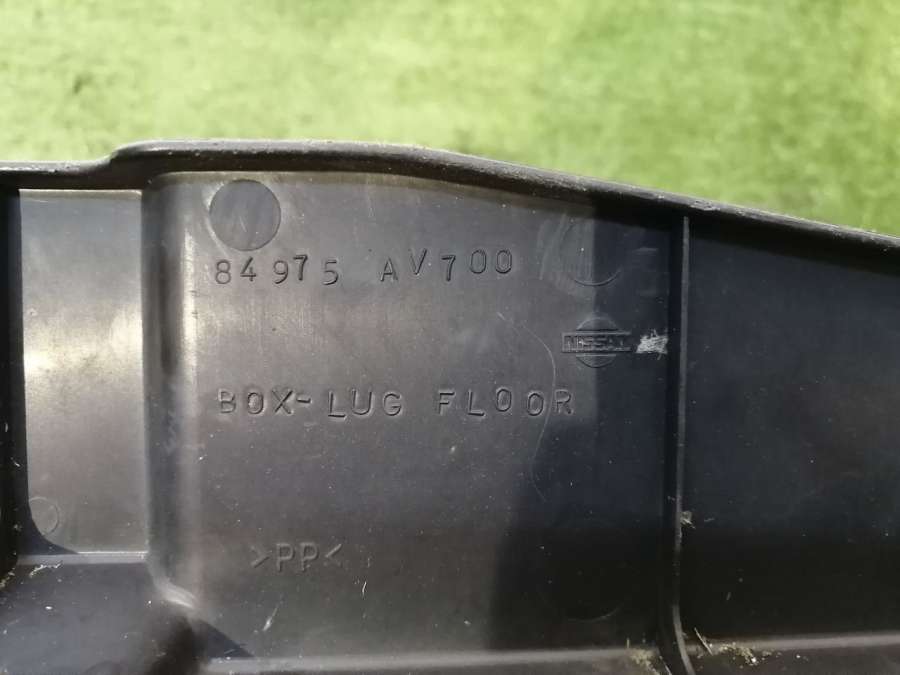 84975 AV700
NISSAN
BOX-LUG FLOOR
>PP<